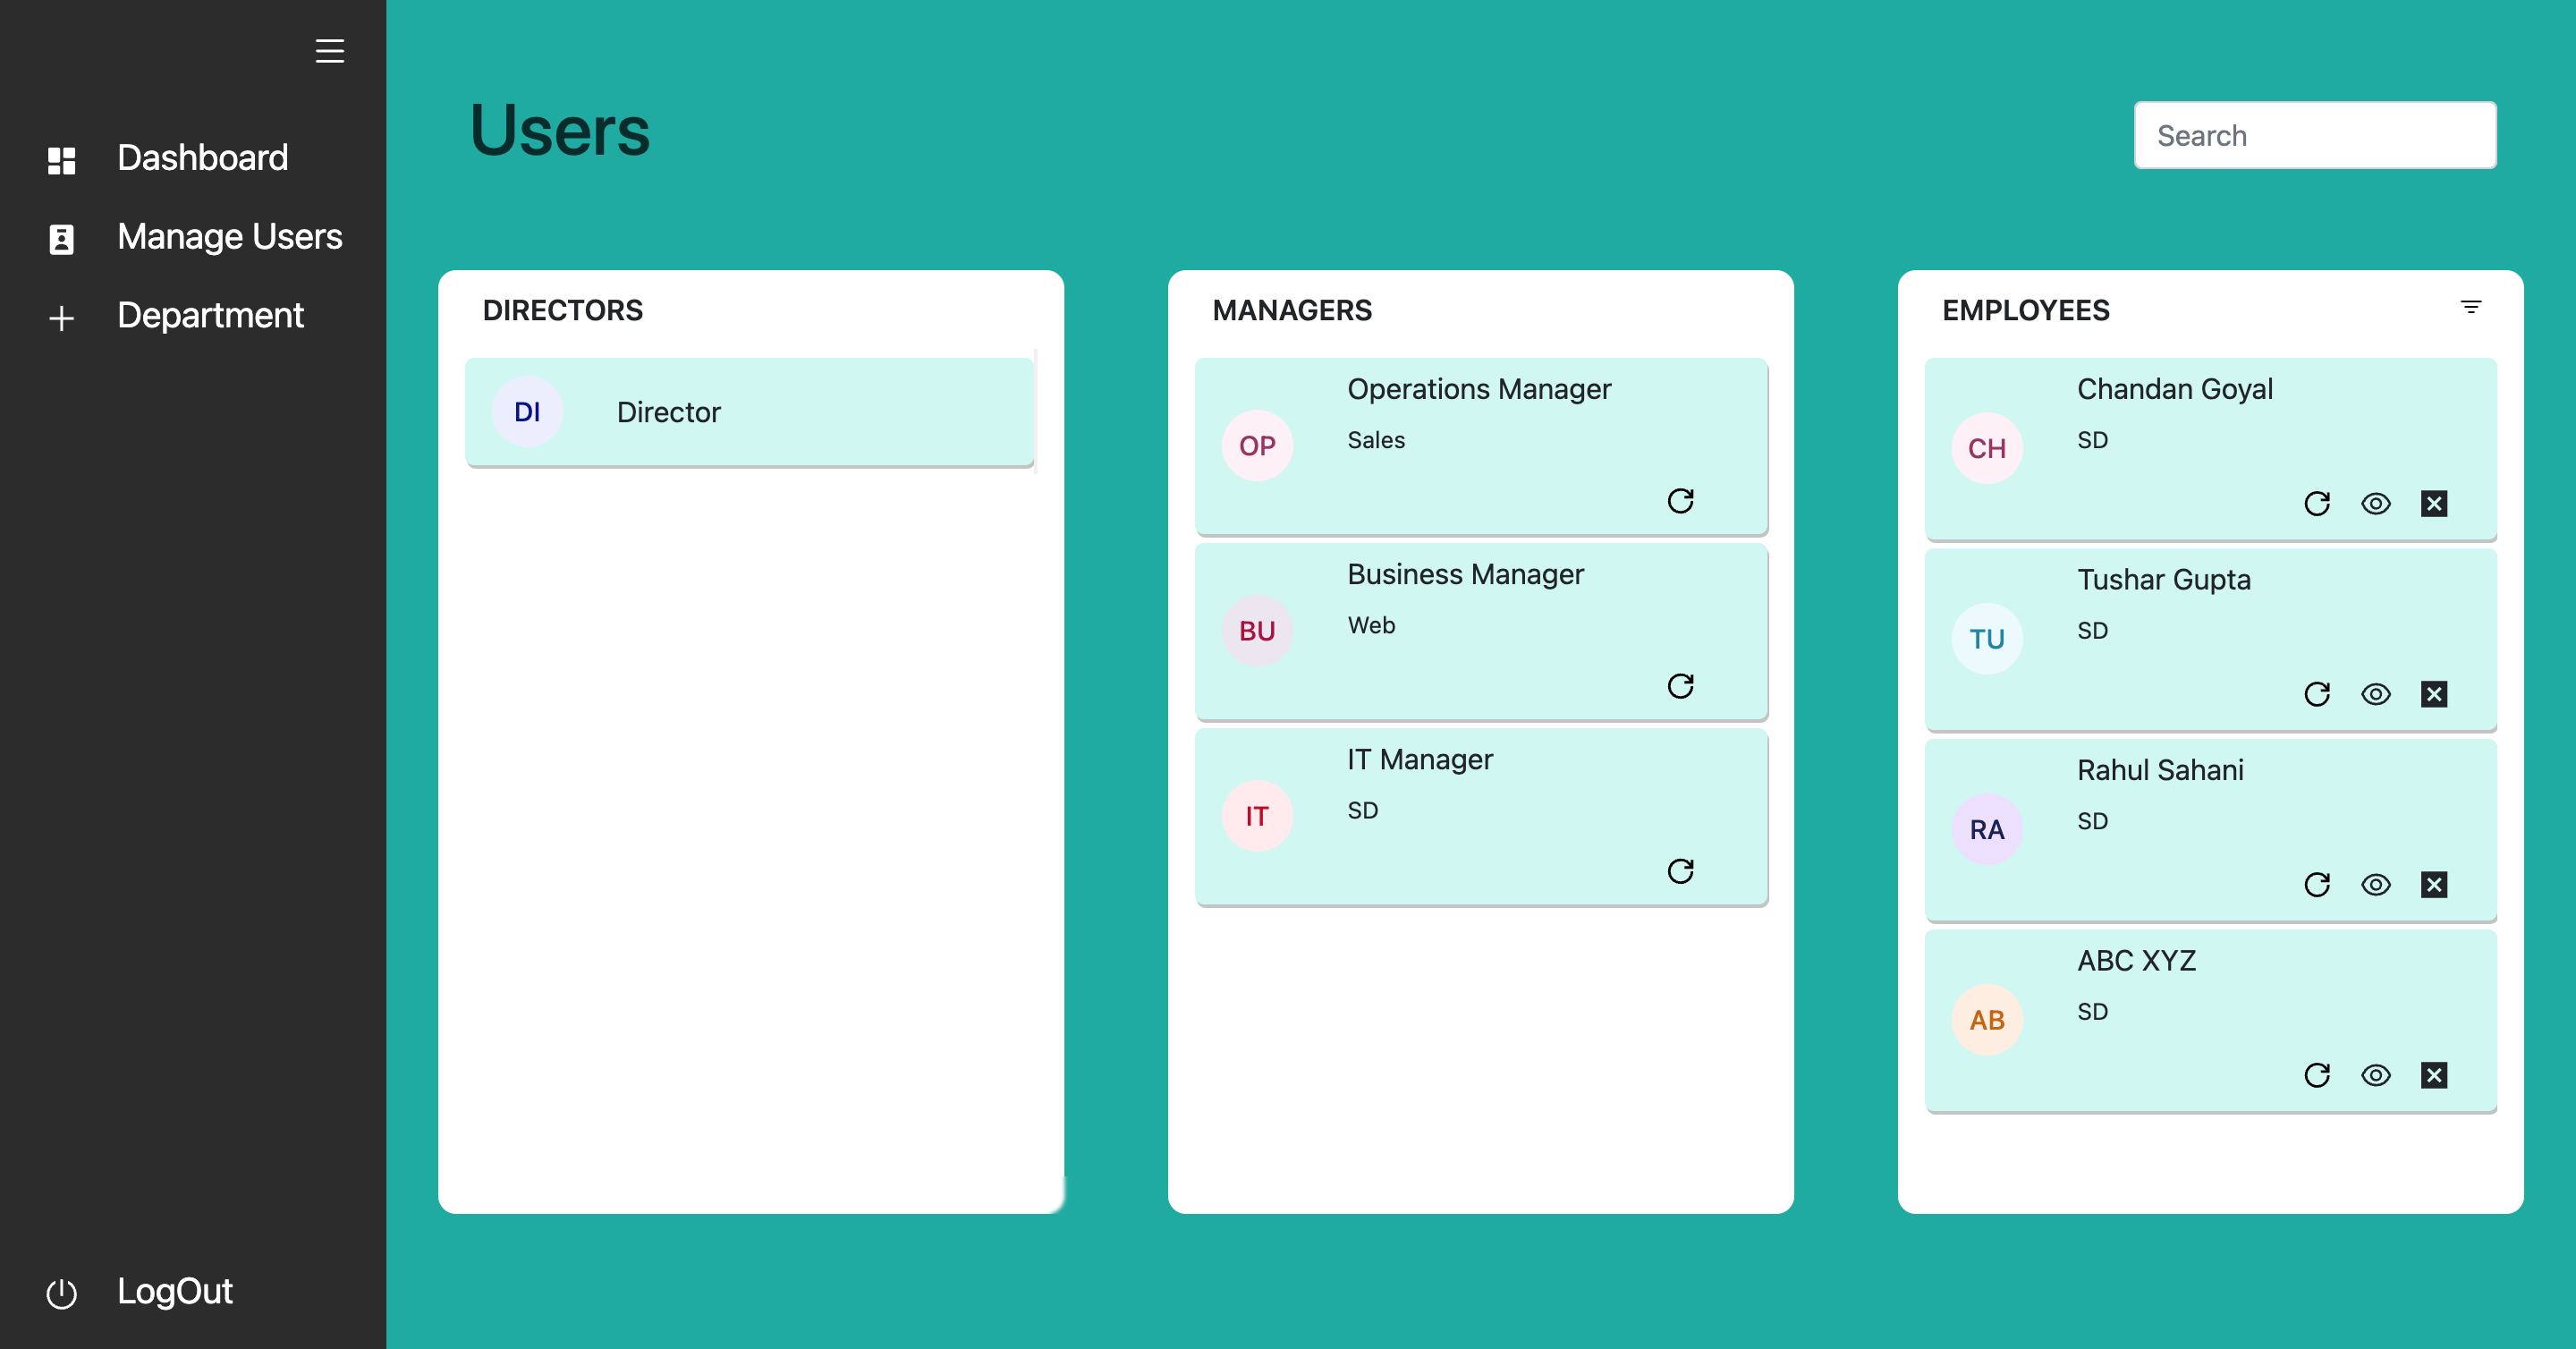 Dashboard
Manage Users
Department
LogOut
Users
Search
DIRECTORS
DI
Director
MANAGERS
OP
Operations Manager
Sales
BU
Business Manager
Web
IT
IT Manager
SD
EMPLOYEES
CH
Chandan Goyal
SD
TU
Tushar Gupta
SD
RA
Rahul Sahani
SD
AB
ABC XYZ
SD